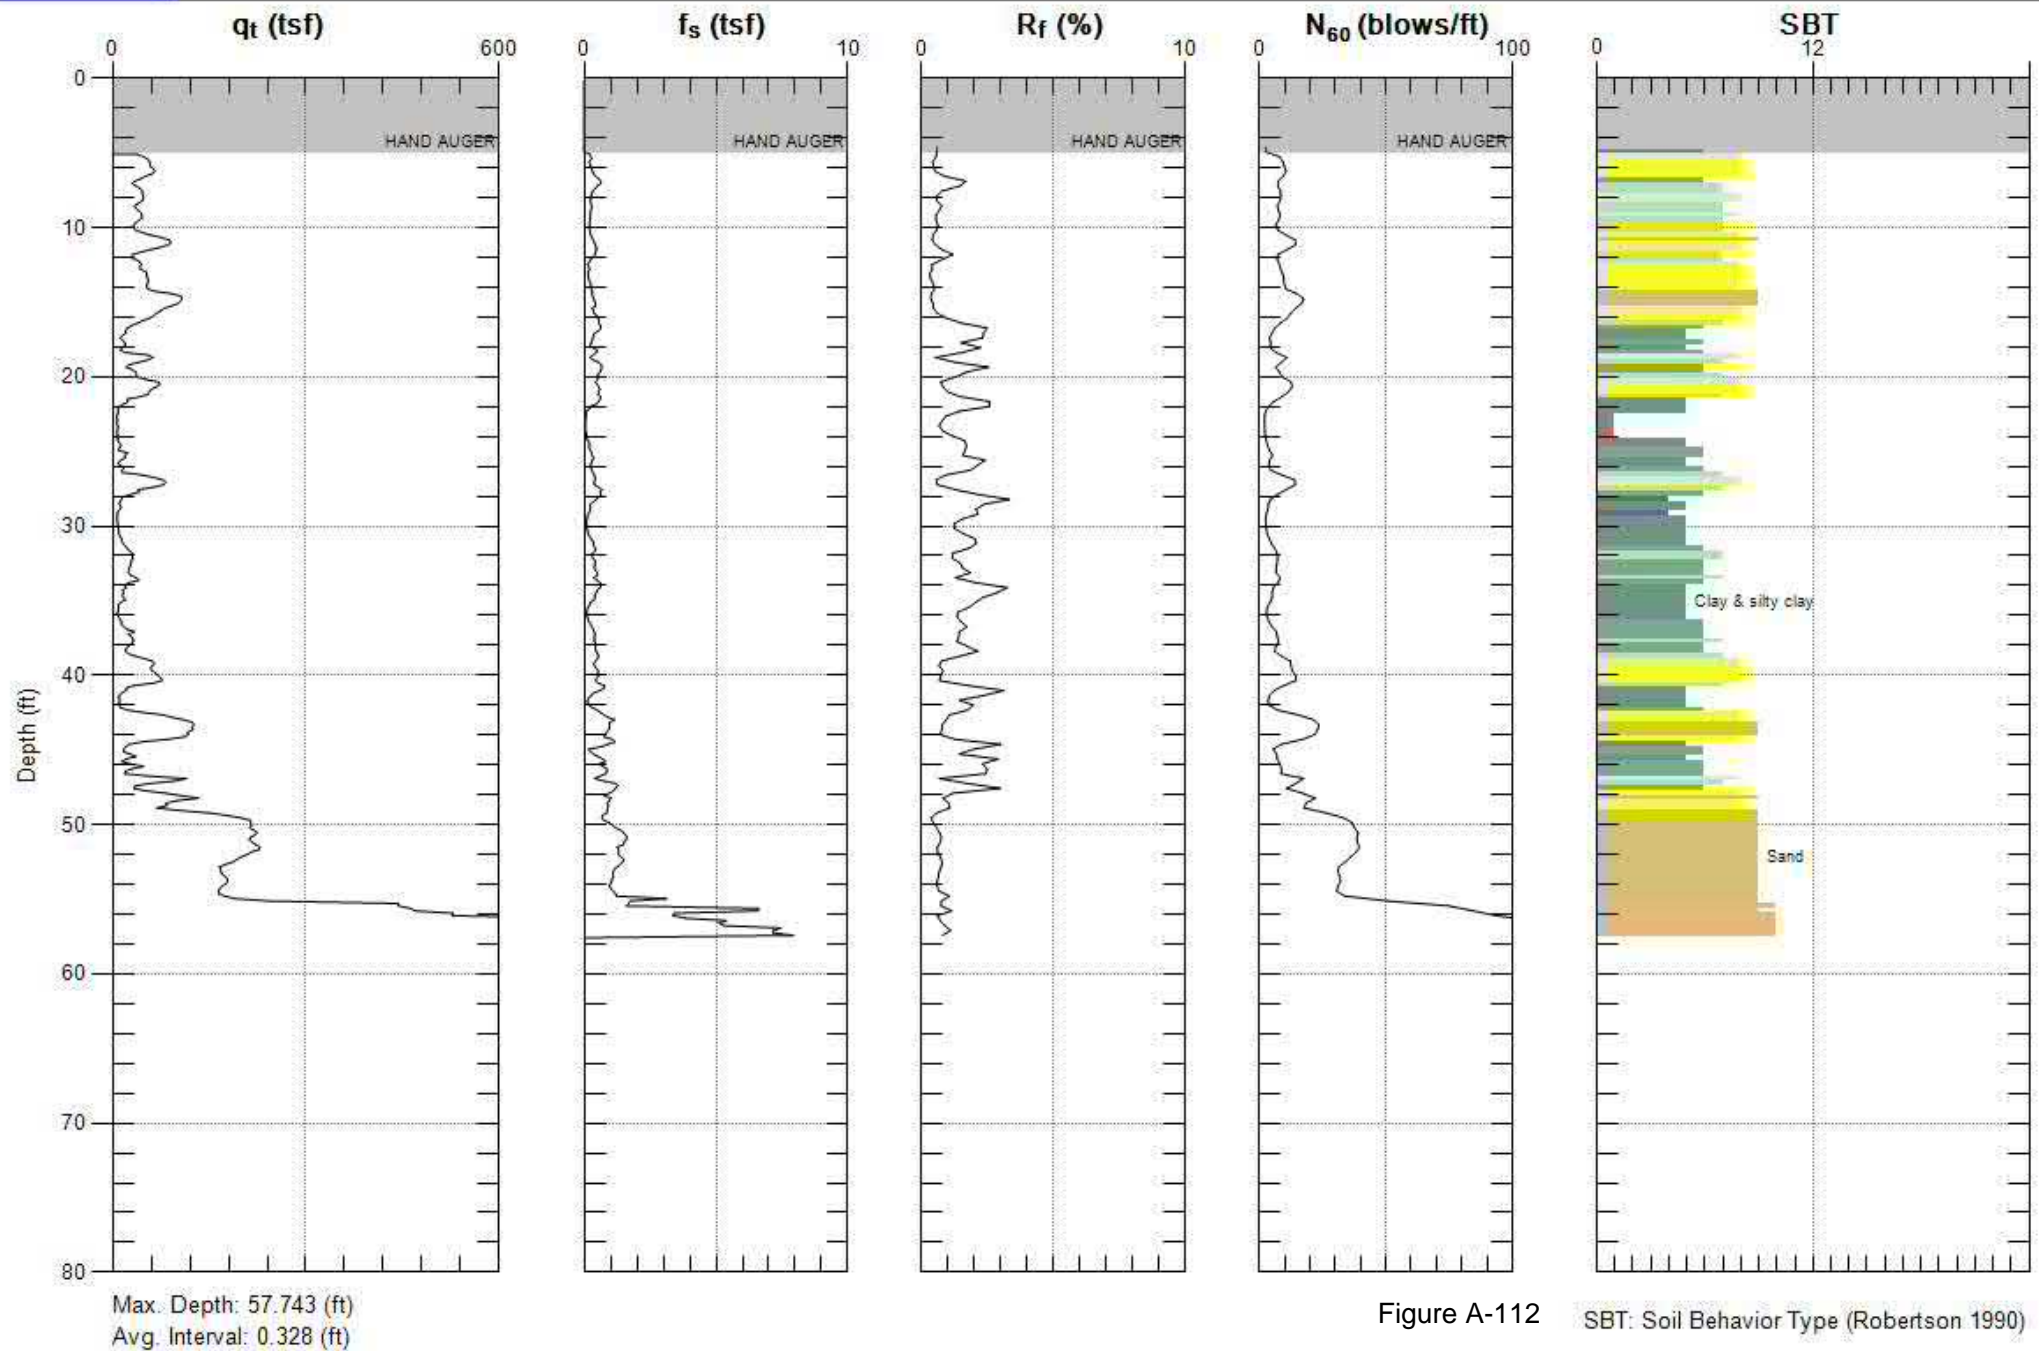 qt (tsf) fs (tsf) Rf (%) N60 (blows/ft) SBT
0 600 0 10 0 10 0 100 0 12
0
HAND AUGER HAND AUGER HAND AUGER HAND AUGER
10
20
30
Clay & silty clay
40
Depth (ft)
50
Sand
60
70
80
Max. Depth: 57.743 (ft)
Avg. Interval: 0.328 (ft)
Figure A-112
SBT: Soil Behavior Type (Robertson 1990)